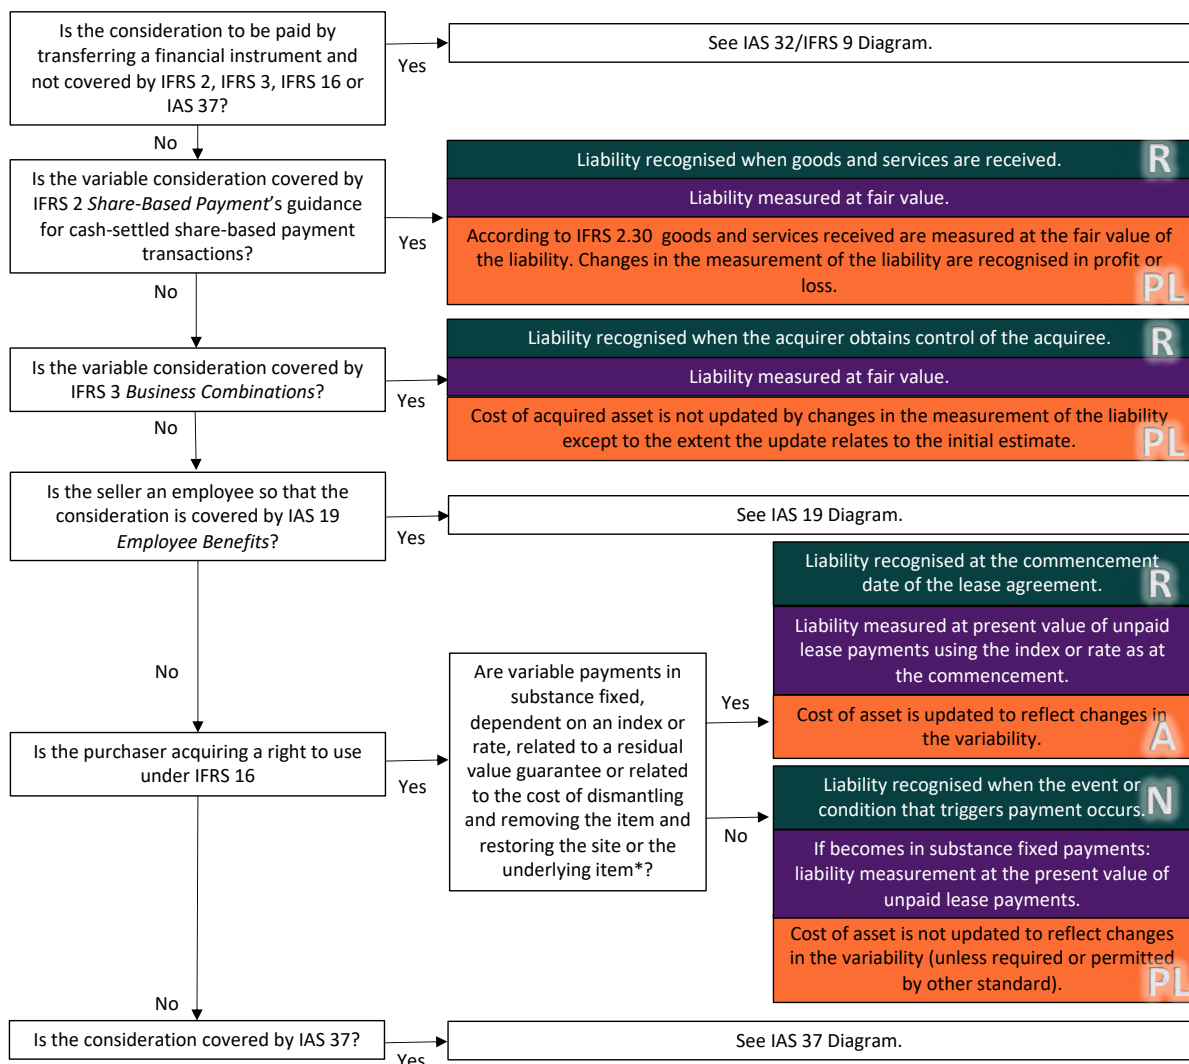 Is the consideration to be paid by
transferring a financial instrument and
not covered by IFRS 2, IFRS 3, IFRS 16 or
IAS 37?
Yes
See IAS 32/IFRS 9 Diagram.
No
Is the variable consideration covered by
IFRS 2 Share-Based Payment's guidance
for cash-settled share-based payment
transactions?
Yes
Liability recognised when goods and services are received.
R
Liability measured at fair value.
According to IFRS 2.30 goods and services received are measured at the fair value of
the liability. Changes in the measurement of the liability are recognised in profit or
loss.
PL
No
Is the variable consideration covered by
IFRS 3 Business Combinations?
Yes
Liability recognised when the acquirer obtains control of the acquiree.
R
Liability measured at fair value.
Cost of acquired asset is not updated by changes in the measurement of the liability
except to the extent the update relates to the initial estimate.
PL
No
Is the seller an employee so that the
consideration is covered by IAS 19
Employee Benefits?
Yes
See IAS 19 Diagram.
No
Is the purchaser acquiring a right to use
under IFRS 16
Yes
Are variable payments in
substance fixed,
dependent on an index or
rate, related to a residual
value guarantee or related
to the cost of dismantling
and removing the item and
restoring the site or the
underlying item*?
Yes
Liability recognised at the commencement
date of the lease agreement.
R
Liability measured at present value of unpaid
lease payments using the index or rate as at
the commencement.
Cost of asset is updated to reflect changes in
the variability.
A
No
Liability recognised when the event or
condition that triggers payment occurs.
N
If becomes in substance fixed payments:
liability measurement at the present value of
unpaid lease payments.
Cost of asset is not updated to reflect changes
in the variability (unless required or permitted
by other standard).
PL
No
Is the consideration covered by IAS 37?
Yes
See IAS 37 Diagram.